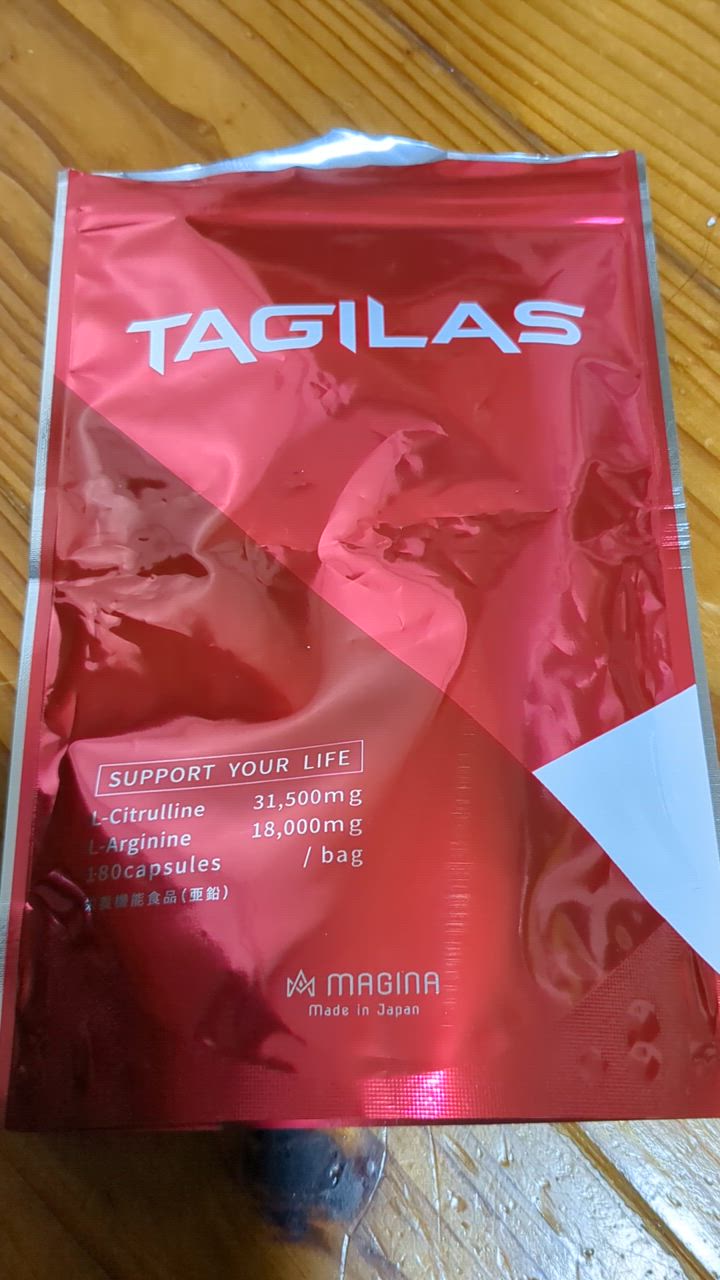 TAGILAS
SUPPORT YOUR LIFE
L-Citrulline 31,500mg
L-Arginine 18,000mg
180capsules / bag
栄養機能食品(亜鉛)
MAGINA
Made in Japan